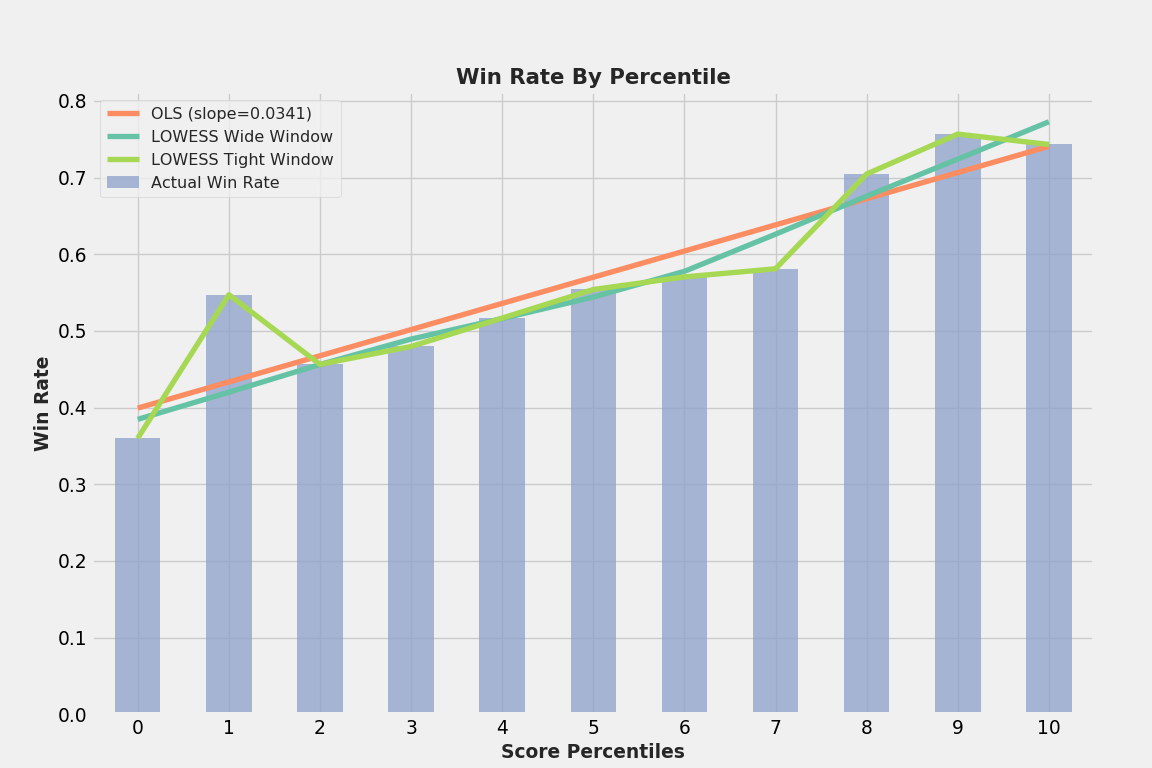 Win Rate By Percentile
OLS (slope=0.0341)
LOWESS Wide Window
LOWESS Tight Window
Actual Win Rate
Win Rate
0.8
0.7
0.6
0.5
0.4
0.3
0.2
0.1
0.0
0 1 2 3 4 5 6 7 8 9 10
Score Percentiles